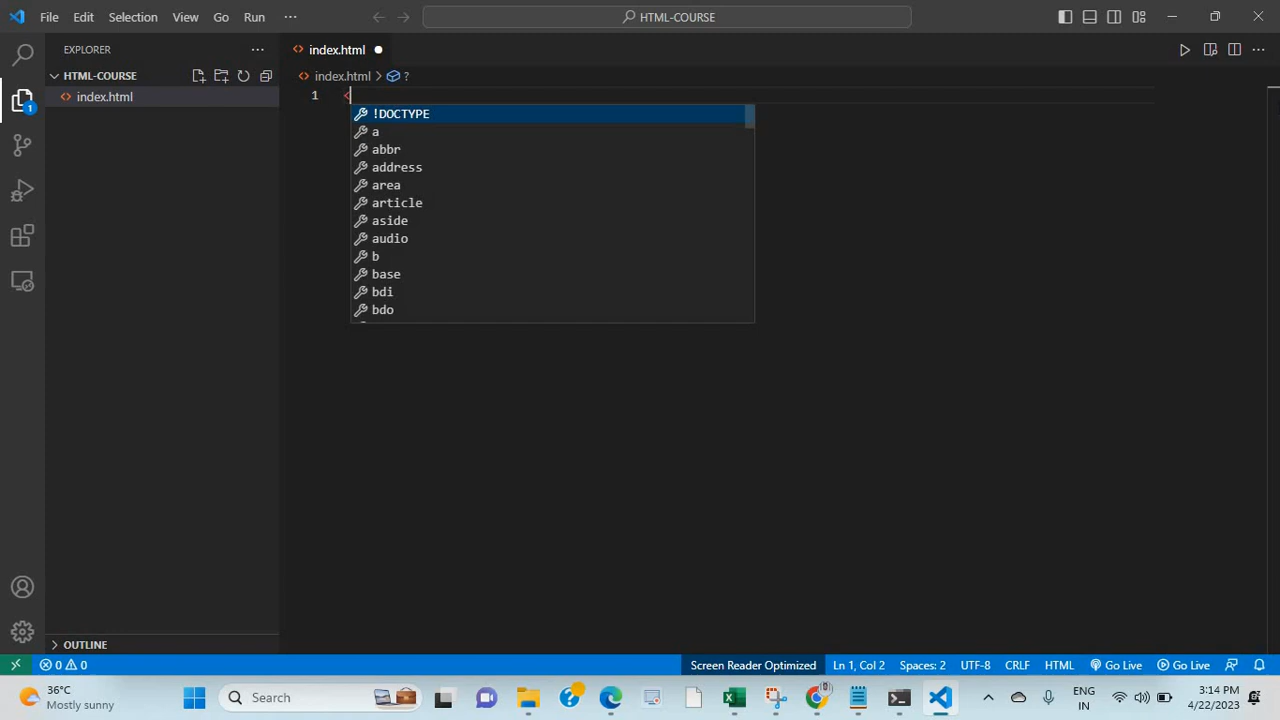 File Edit Selection View Go Run ··· HTML-COURSE
EXPLORER ···
HTML-COURSE
index.html
index.html
index.html > ?
1 <
!DOCTYPE
a
abbr
address
area
article
aside
audio
b
base
bdi
bdo
1
OUTLINE
0 0 Screen Reader Optimized Ln 1, Col 2 Spaces: 2 UTF-8 CRLF HTML Go Live Go Live
36°C
Mostly sunny
Search
ENG
IN
3:14 PM
4/22/2023